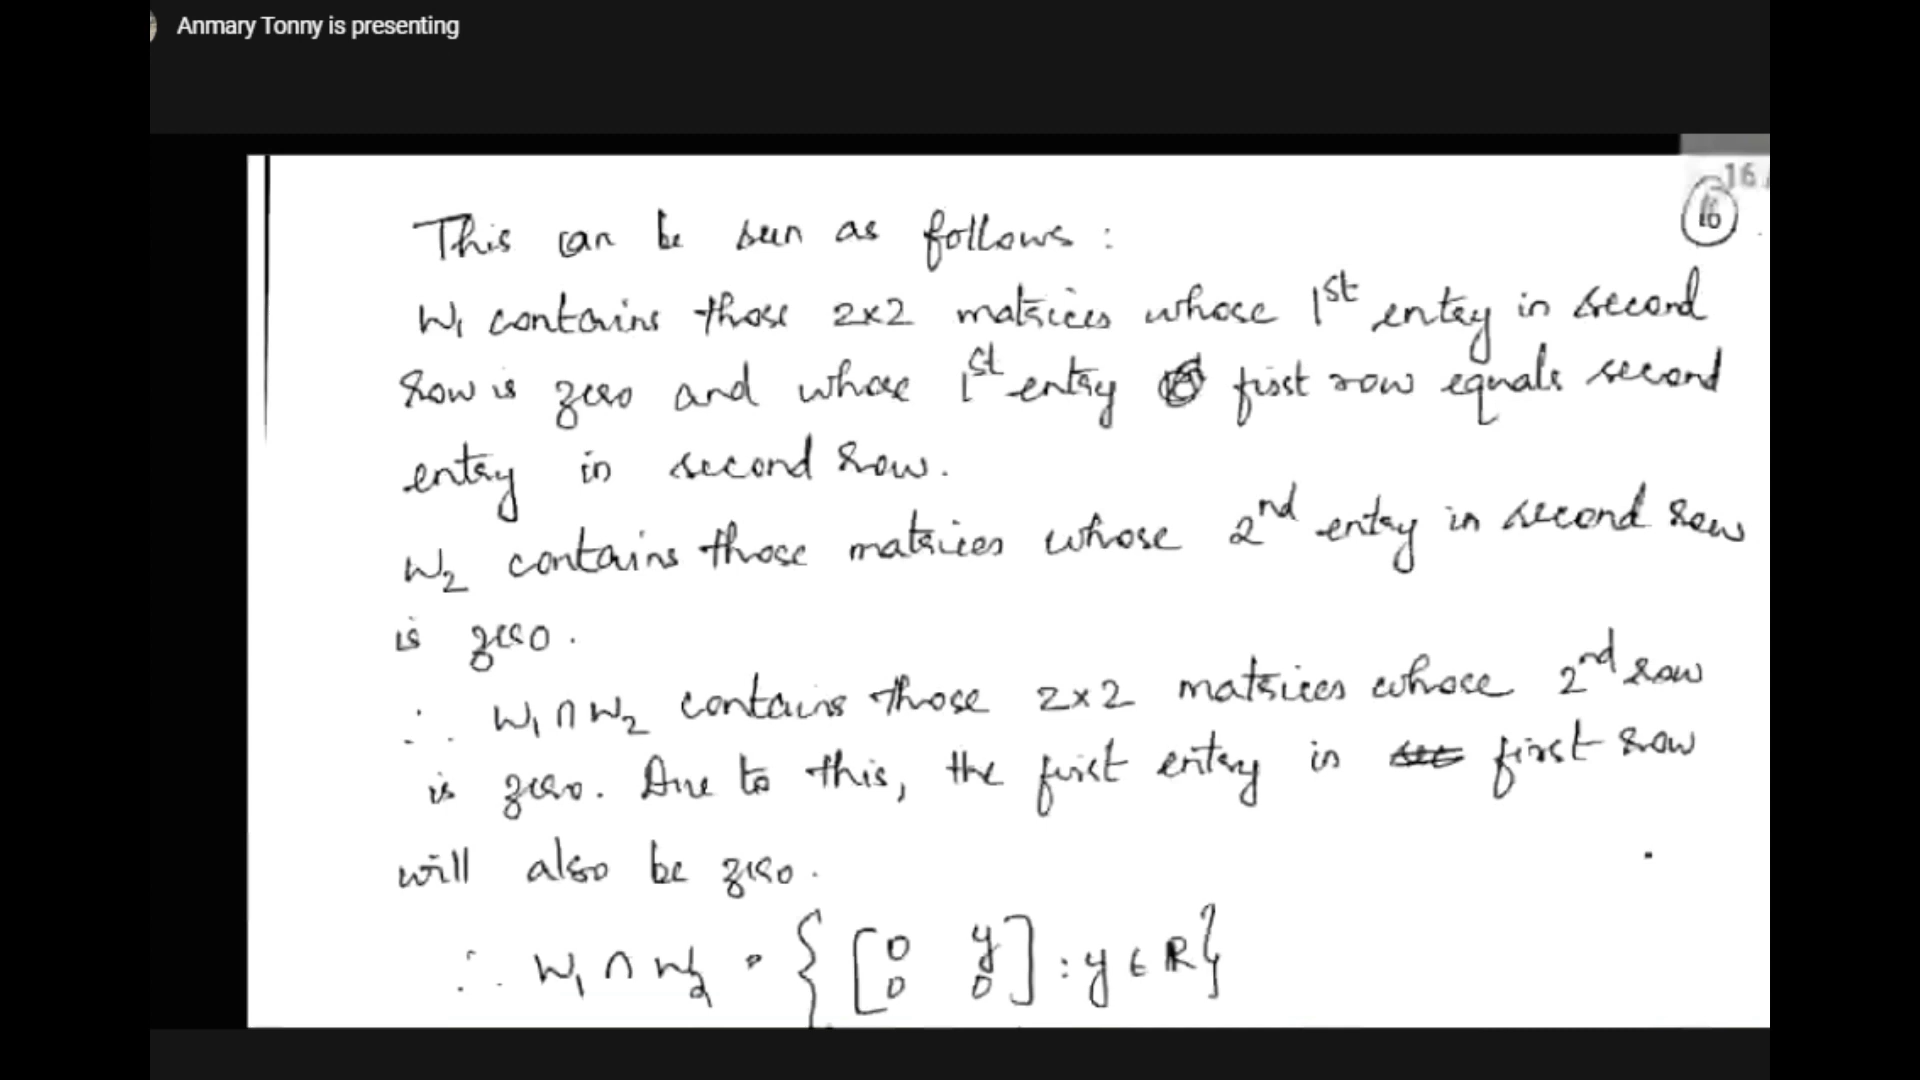 Anmary Tonny is presenting
16
16
This can be seen as follows :
W₁ contains those 2x2 matrices whose 1st entry in second
row is zero and whose 1st entry first row equals second
entry in second row.
W₂ contains those matrices whose 2nd entry in second row
is zero.
∴ W₁ ∩ W₂ contains those 2x2 matrices whose 2nd row
is zero. Due to this, the first entry in first row
will also be zero.
∴ W₁ ∩ W₂ = { [ 0 y
0 0 ] : y ∈ R }